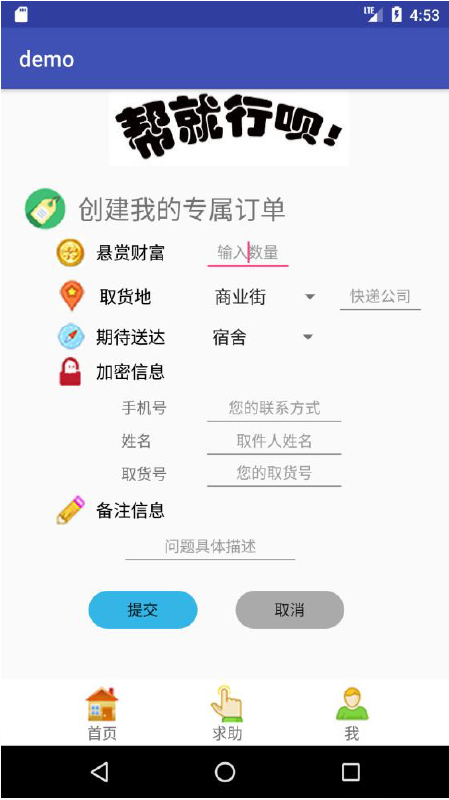 LTE 4:53
demo
帮就行呗!
创建我的专属订单
悬赏财富 输入数量
取货地 商业街 快递公司
期待送达 宿舍
加密信息
手机号 您的联系方式
姓名 取件人姓名
取货号 您的取货号
备注信息
问题具体描述
提交 取消
首页 求助 我